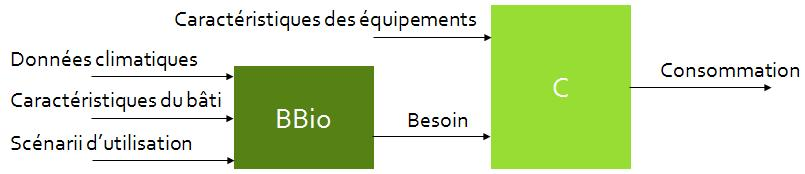 Caractéristiques des équipements
Données climatiques
Caractéristiques du bâti
Scénarii d’utilisation
BBio
Besoin
C
Consommation